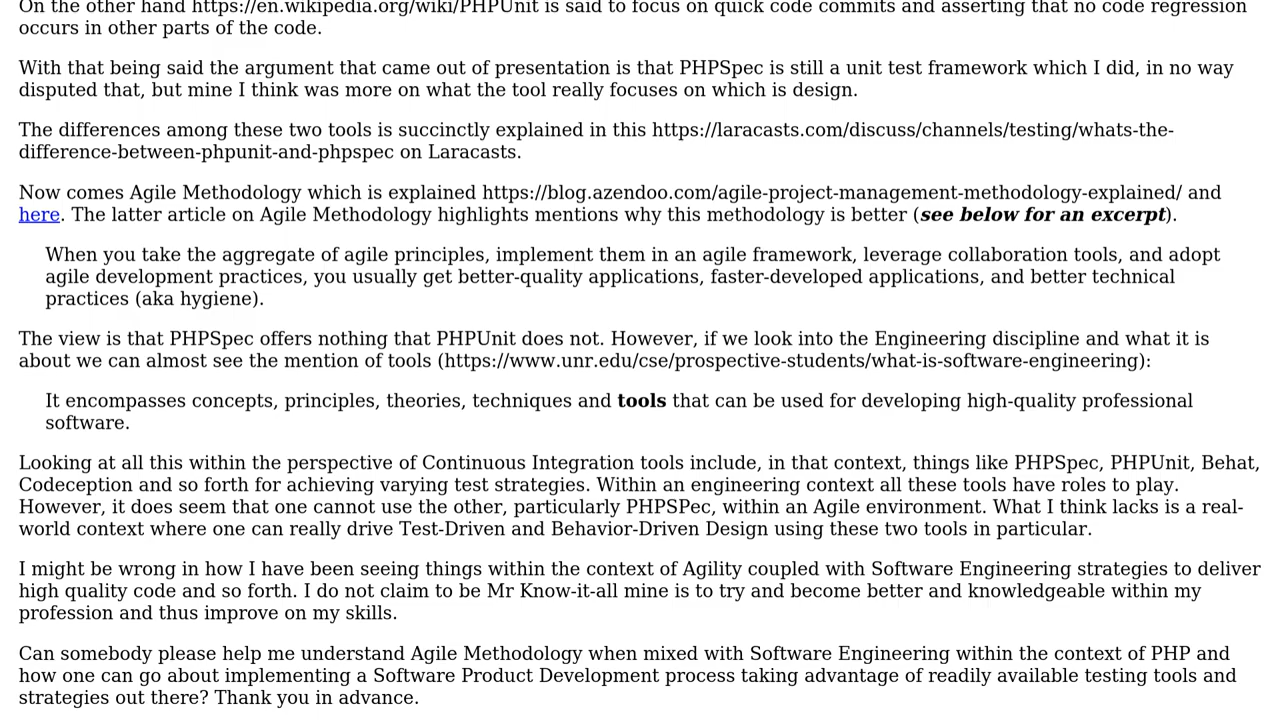 On the other hand https://en.wikipedia.org/wiki/PHPUnit is said to focus on quick code commits and asserting that no code regression
occurs in other parts of the code.
With that being said the argument that came out of presentation is that PHPSpec is still a unit test framework which I did, in no way
disputed that, but mine I think was more on what the tool really focuses on which is design.
The differences among these two tools is succinctly explained in this https://laracasts.com/discuss/channels/testing/whats-the-
difference-between-phpunit-and-phpspec on Laracasts.
Now comes Agile Methodology which is explained https://blog.azendoo.com/agile-project-management-methodology-explained/ and
here. The latter article on Agile Methodology highlights mentions why this methodology is better (see below for an excerpt).
When you take the aggregate of agile principles, implement them in an agile framework, leverage collaboration tools, and adopt
agile development practices, you usually get better-quality applications, faster-developed applications, and better technical
practices (aka hygiene).
The view is that PHPSpec offers nothing that PHPUnit does not. However, if we look into the Engineering discipline and what it is
about we can almost see the mention of tools (https://www.unr.edu/cse/prospective-students/what-is-software-engineering):
It encompasses concepts, principles, theories, techniques and tools that can be used for developing high-quality professional
software.
Looking at all this within the perspective of Continuous Integration tools include, in that context, things like PHPSpec, PHPUnit, Behat,
Codeception and so forth for achieving varying test strategies. Within an engineering context all these tools have roles to play.
However, it does seem that one cannot use the other, particularly PHPSPec, within an Agile environment. What I think lacks is a real-
world context where one can really drive Test-Driven and Behavior-Driven Design using these two tools in particular.
I might be wrong in how I have been seeing things within the context of Agility coupled with Software Engineering strategies to deliver
high quality code and so forth. I do not claim to be Mr Know-it-all mine is to try and become better and knowledgeable within my
profession and thus improve on my skills.
Can somebody please help me understand Agile Methodology when mixed with Software Engineering within the context of PHP and
how one can go about implementing a Software Product Development process taking advantage of readily available testing tools and
strategies out there? Thank you in advance.